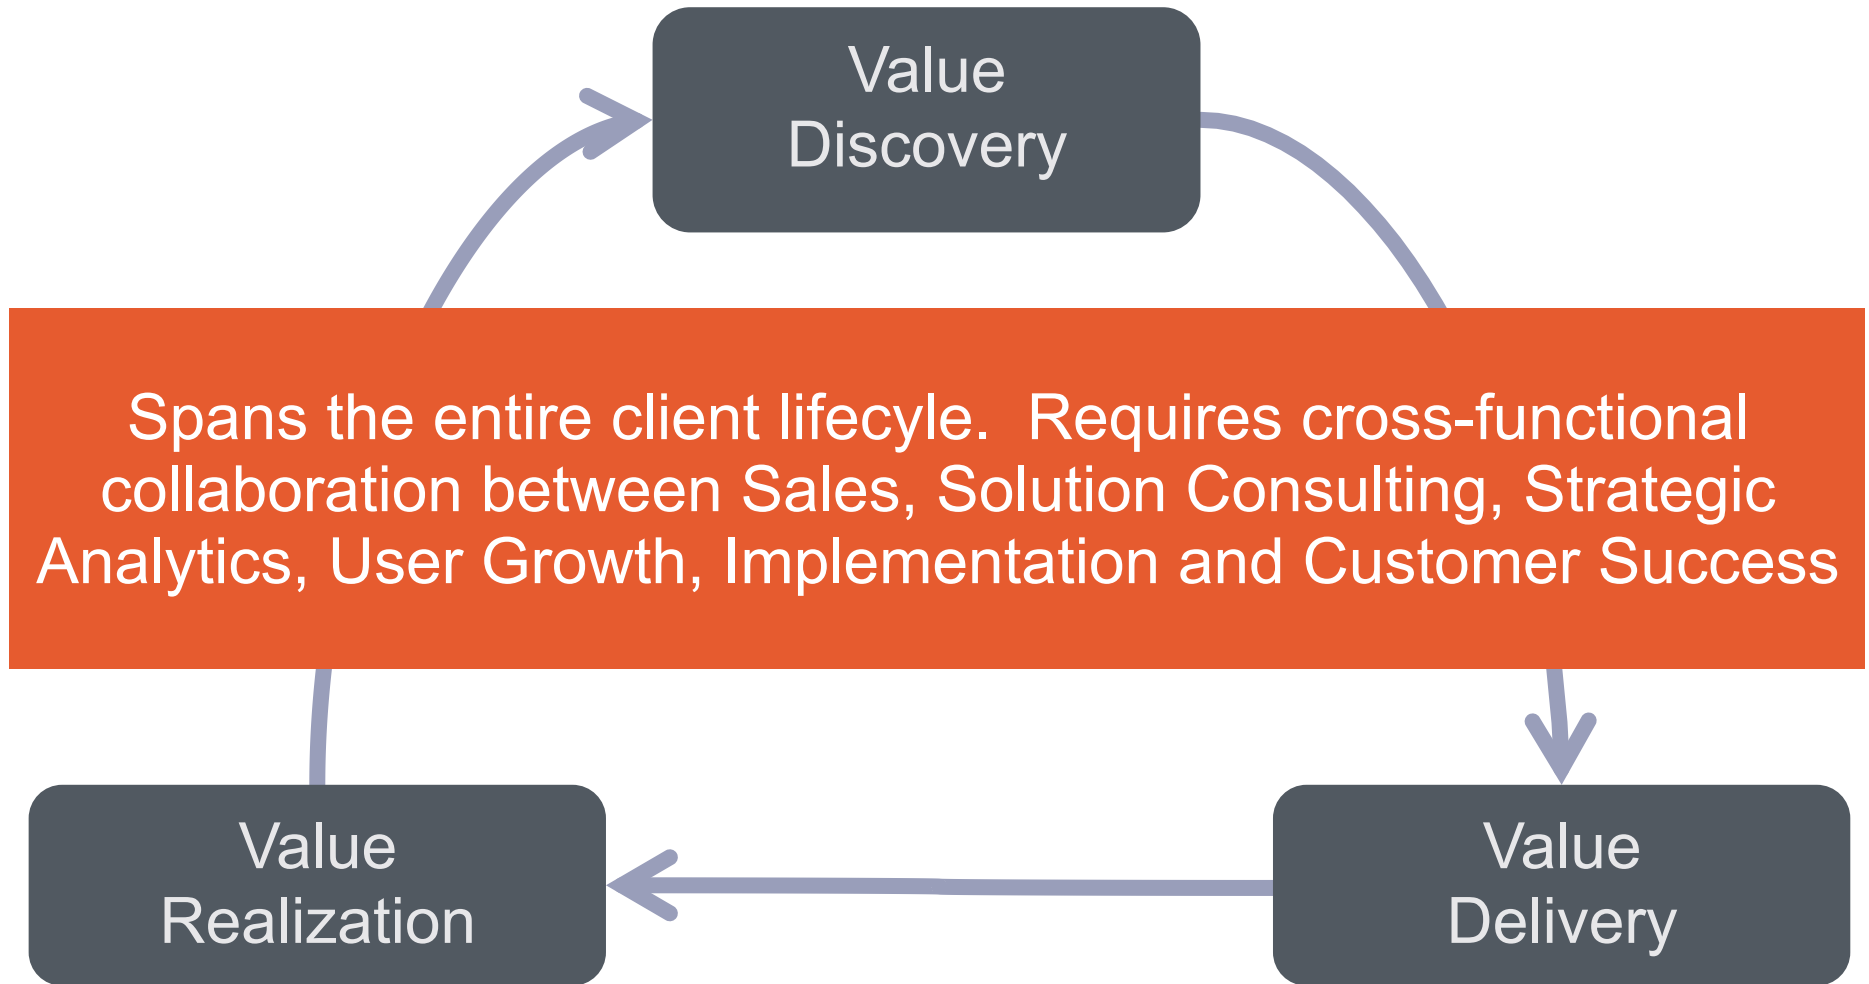 Value
Discovery
Spans the entire client lifecyle.  Requires cross-functional
collaboration between Sales, Solution Consulting, Strategic
Analytics, User Growth, Implementation and Customer Success
Value
Realization
Value
Delivery